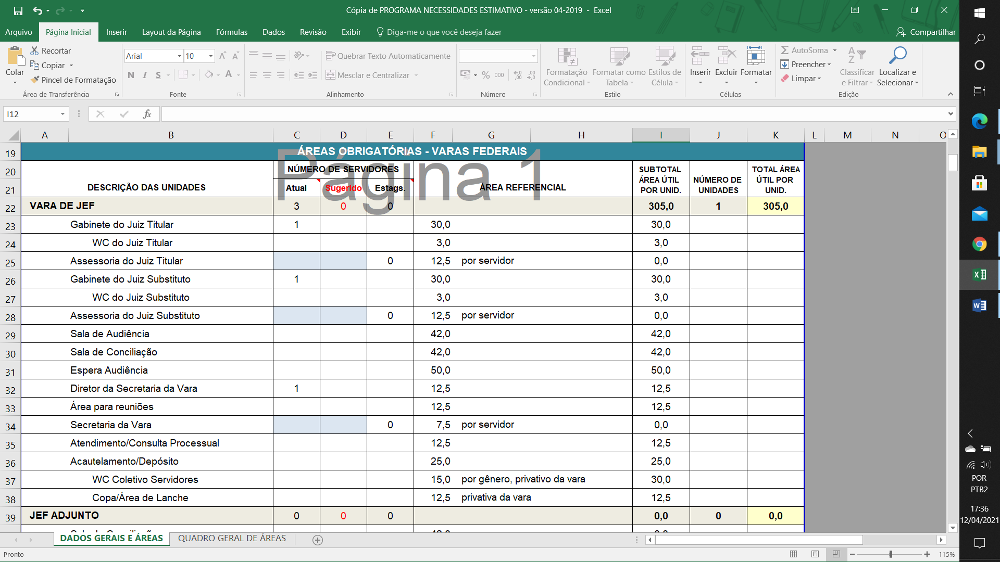 Cópia de PROGRAMA NECESSIDADES ESTIMATIVO - versão 04-2019 - Excel
Arquivo Página Inicial Inserir Layout da Página Fórmulas Dados Revisão Exibir Diga-me o que você deseja fazer Compartilhar
Colar
Recortar
Copiar
Pincel de Formatação
Área de Transferência
Arial 10
N I S
Fonte
Quebrar Texto Automaticamente
Mesclar e Centralizar
Alinhamento
% 000
Número
Formatação Condicional
Formatar como Tabela
Estilos de Célula
Estilo
Inserir Excluir Formatar
Células
AutoSoma
Preencher
Limpar
Classificar e Filtrar
Localizar e Selecionar
Edição
I12 fx
A B C D E F G H I J K L M N O
Página 1
19 ÁREAS OBRIGATÓRIAS - VARAS FEDERAIS
20 NÚMERO DE SERVIDORES
21 DESCRIÇÃO DAS UNIDADES Atual Sugerido Estags. ÁREA REFERENCIAL SUBTOTAL ÁREA ÚTIL POR UNID. NÚMERO DE UNIDADES TOTAL ÁREA ÚTIL POR UNID.
22 VARA DE JEF 3 0 0 305,0 1 305,0
23 Gabinete do Juiz Titular 1 30,0 30,0
24 WC do Juiz Titular 3,0 3,0
25 Assessoria do Juiz Titular 0 12,5 por servidor 0,0
26 Gabinete do Juiz Substituto 1 30,0 30,0
27 WC do Juiz Substituto 3,0 3,0
28 Assessoria do Juiz Substituto 0 12,5 por servidor 0,0
29 Sala de Audiência 42,0 42,0
30 Sala de Conciliação 42,0 42,0
31 Espera Audiência 50,0 50,0
32 Diretor da Secretaria da Vara 1 12,5 12,5
33 Área para reuniões 12,5 12,5
34 Secretaria da Vara 0 7,5 por servidor 0,0
35 Atendimento/Consulta Processual 12,5 12,5
36 Acautelamento/Depósito 25,0 25,0
37 WC Coletivo Servidores 15,0 por gênero, privativo da vara 30,0
38 Copa/Área de Lanche 12,5 privativa da vara 12,5
39 JEF ADJUNTO 0 0 0 0,0 0 0,0
DADOS GERAIS E ÁREAS QUADRO GERAL DE ÁREAS
Pronto 115%
POR
PTB2
17:36
12/04/2021